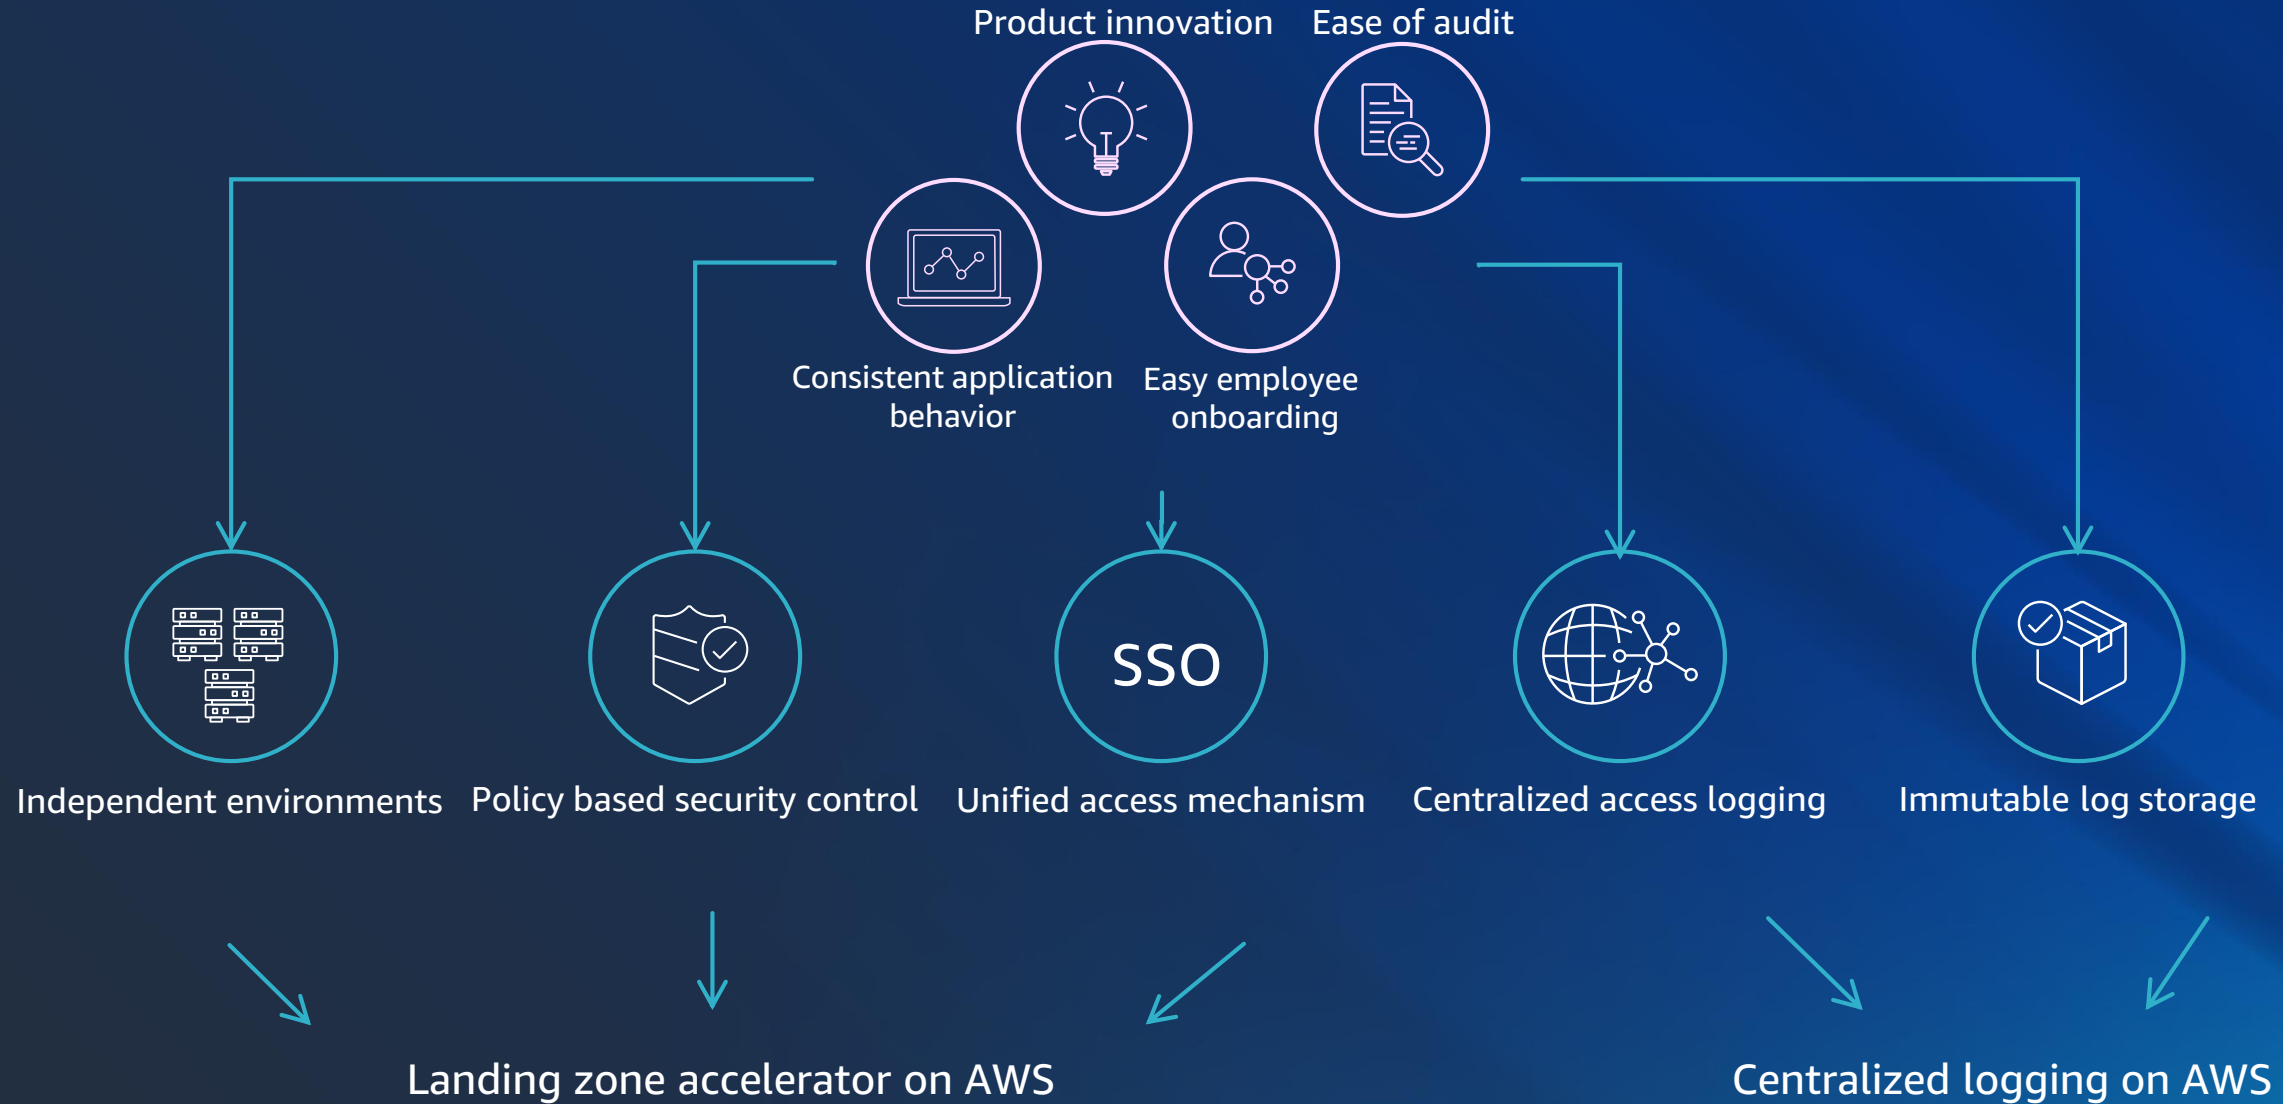 Product innovation
Ease of audit
Consistent application
behavior
Easy employee
onboarding
SSO
Independent environments
Policy based security control
Unified access mechanism
Centralized access logging
Immutable log storage
Landing zone accelerator on AWS
Centralized logging on AWS